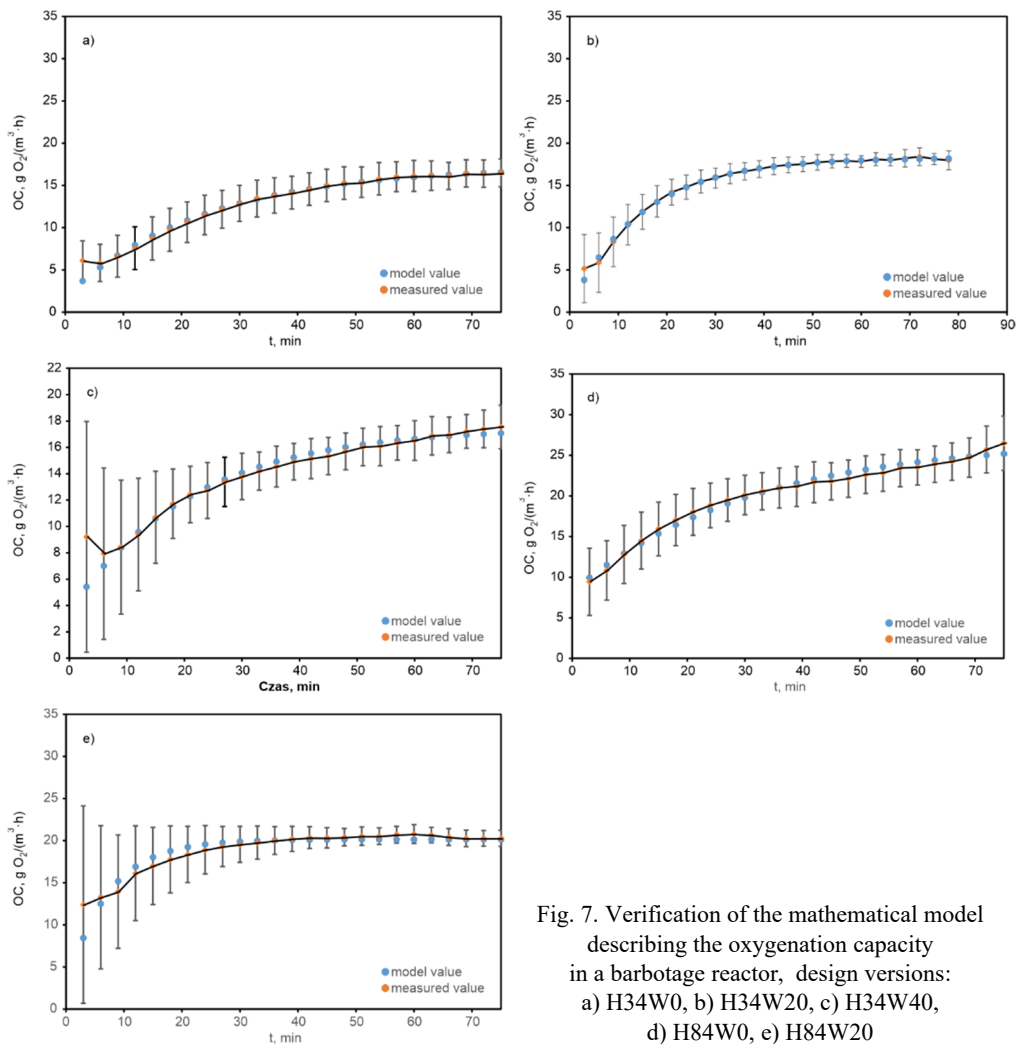 a)
OC, g O₂/(m³·h)
35
30
25
20
15
10
5
0
0 10 20 30 40 50 60 70
t, min
model value
measured value
b)
OC, g O₂/(m³·h)
35
30
25
20
15
10
5
0
0 10 20 30 40 50 60 70 80 90
t, min
model value
measured value
c)
OC, g O₂/(m³·h)
22
20
18
16
14
12
10
8
6
4
2
0
0 10 20 30 40 50 60 70
Czas, min
model value
measured value
d)
OC, g O₂/(m³·h)
35
30
25
20
15
10
5
0
0 10 20 30 40 50 60 70
t, min
model value
measured value
e)
OC, g O₂/(m³·h)
35
30
25
20
15
10
5
0
0 10 20 30 40 50 60 70
t, min
model value
measured value
Fig. 7. Verification of the mathematical model
describing the oxygenation capacity
in a barbotage reactor, design versions:
a) H34W0, b) H34W20, c) H34W40,
d) H84W0, e) H84W20